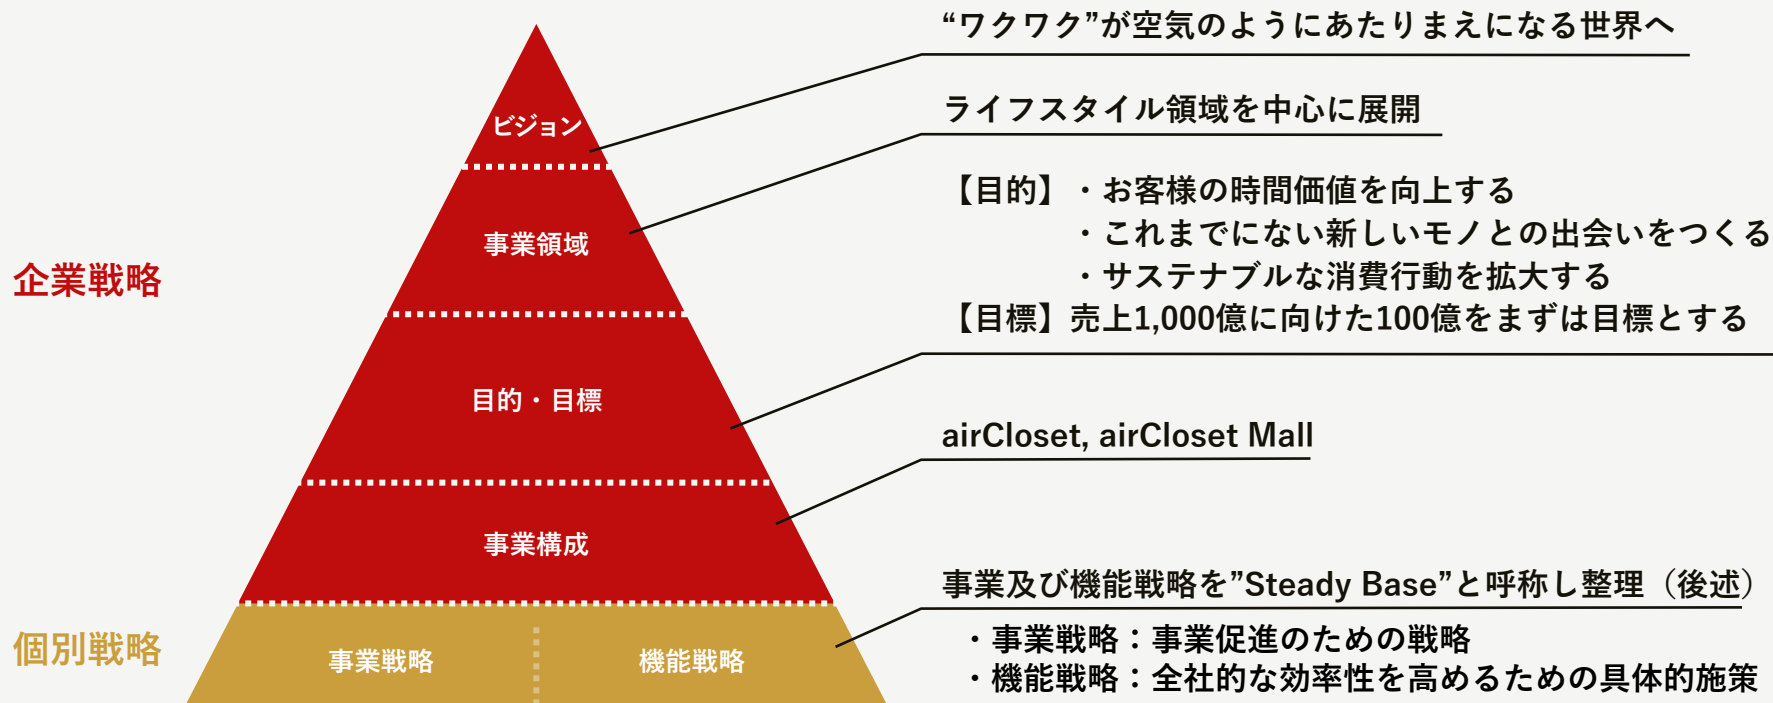 “ワクワク”が空気のようにあたりまえになる世界へ
ライフスタイル領域を中心に展開
【目的】・お客様の時間価値を向上する
・これまでにない新しいモノとの出会いをつくる
・サステナブルな消費行動を拡大する
【目標】売上1,000億に向けた100億をまずは目標とする
airCloset, airCloset Mall
事業及び機能戦略を”Steady Base”と呼称し整理（後述）
・事業戦略：事業促進のための戦略
・機能戦略：全社的な効率性を高めるための具体的施策
企業戦略
ビジョン
事業領域
目的・目標
事業構成
個別戦略
事業戦略
機能戦略